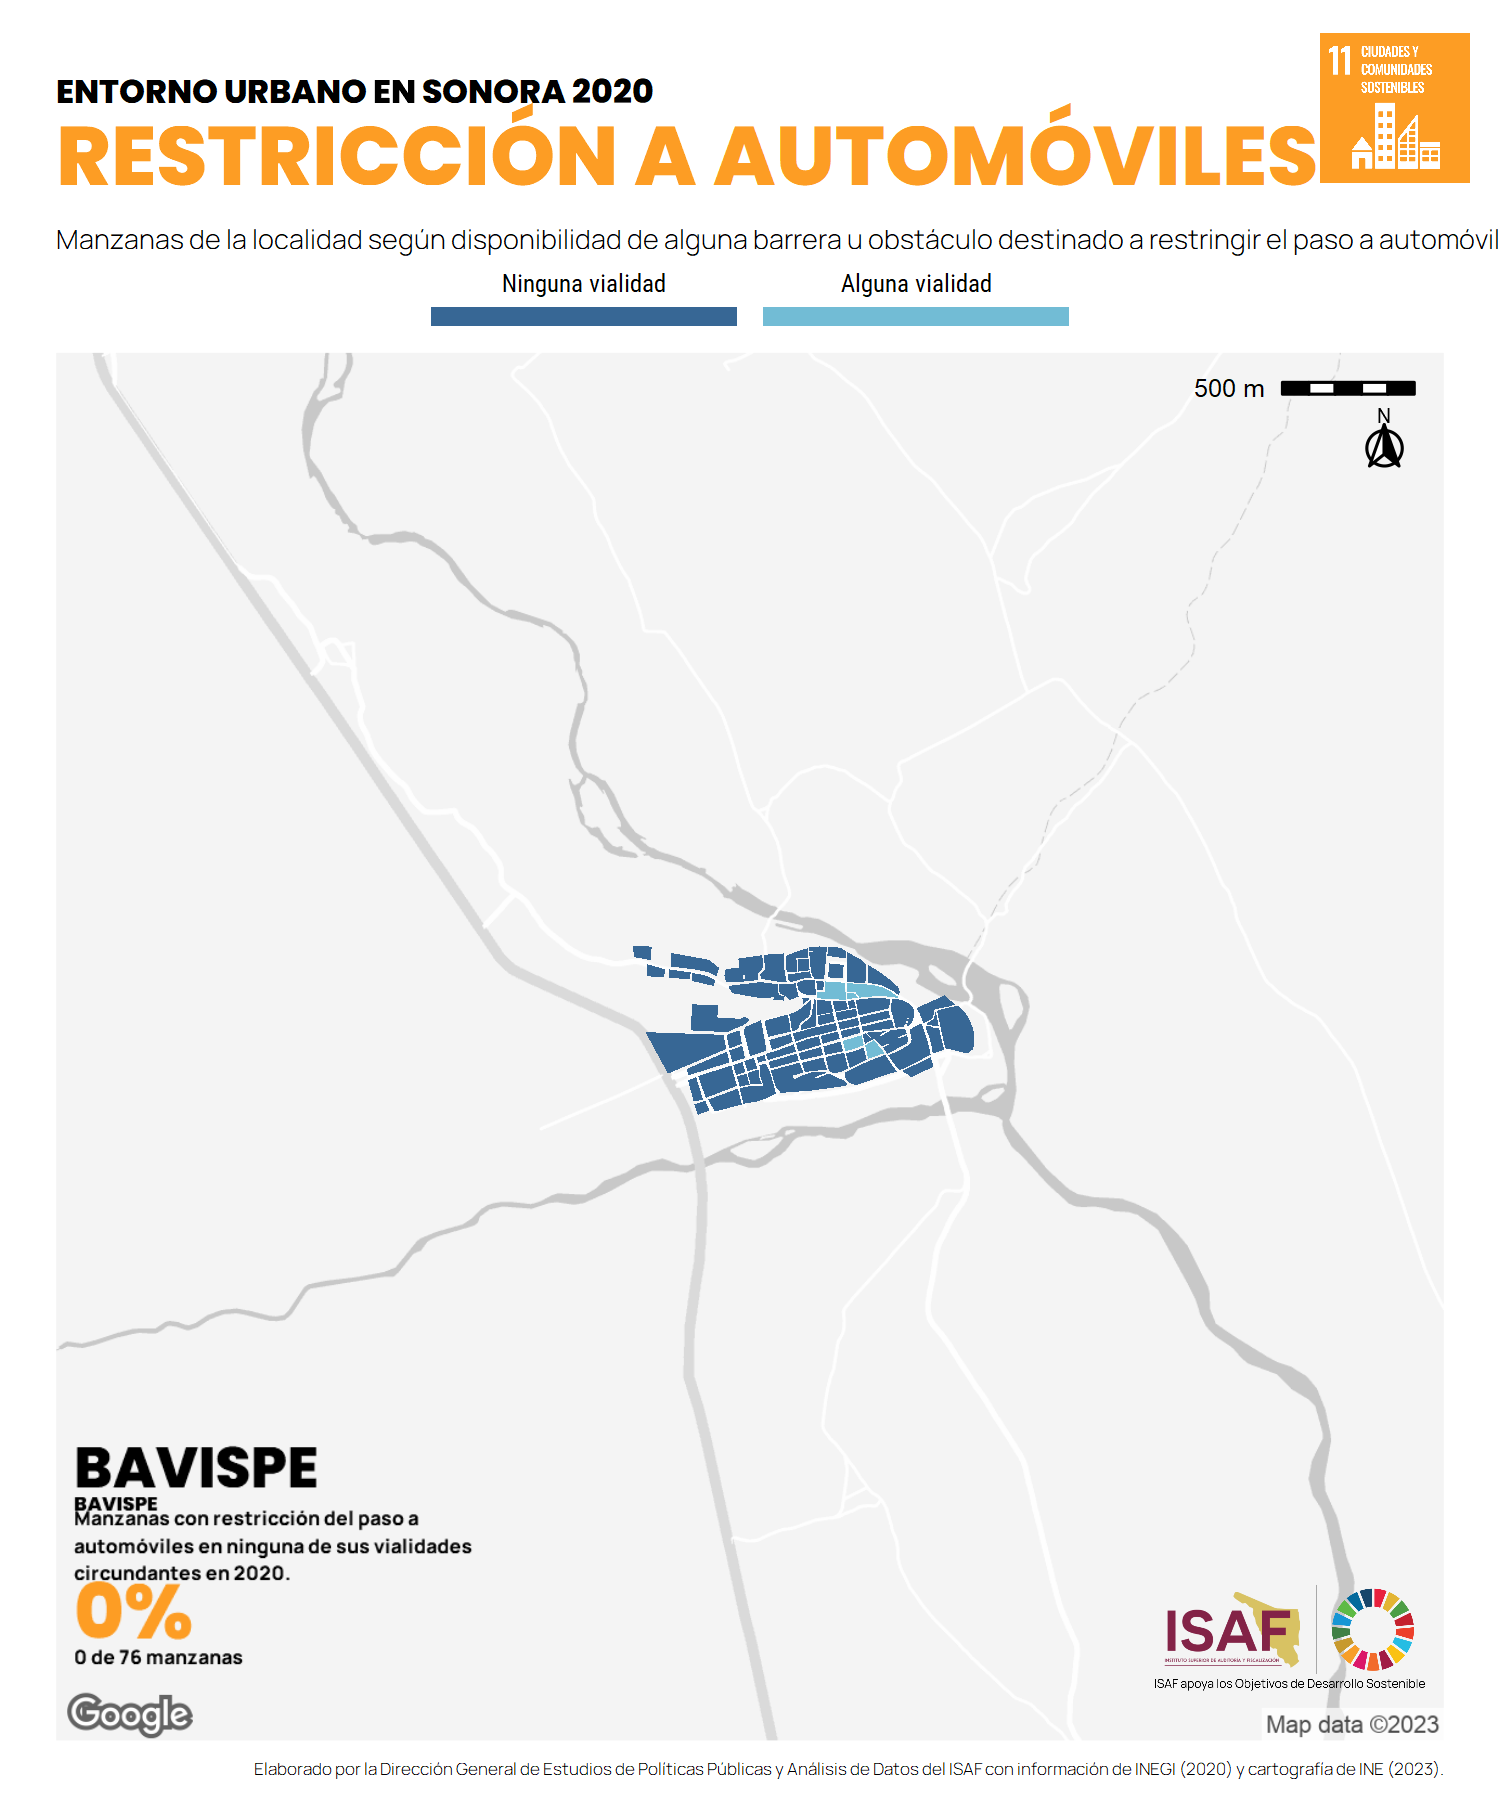 11 CIUDADES Y
COMUNIDADES
SOSTENIBLES
ENTORNO URBANO EN SONORA 2020
RESTRICCIÓN A AUTOMÓVILES
Manzanas de la localidad según disponibilidad de alguna barrera u obstáculo destinado a restringir el paso a automóvil
Ninguna vialidad Alguna vialidad
500 m
N
BAVISPE
BAVISPE
Manzanas con restricción del paso a
automóviles en ninguna de sus vialidades
circundantes en 2020.
0%
0 de 76 manzanas
ISAF
INSTITUTO SUPERIOR DE AUDITORÍA Y FISCALIZACIÓN
ISAF apoya los Objetivos de Desarrollo Sostenible
Google
Map data ©2023
Elaborado por la Dirección General de Estudios de Políticas Públicas y Análisis de Datos del ISAF con información de INEGI (2020) y cartografía de INE (2023).